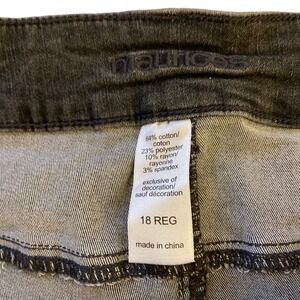 maurices
64% cotton/
coton
23% polyester
10% rayon/
rayonne
3% spandex
exclusive of
decoration/
sauf décoration
18 REG
made in china